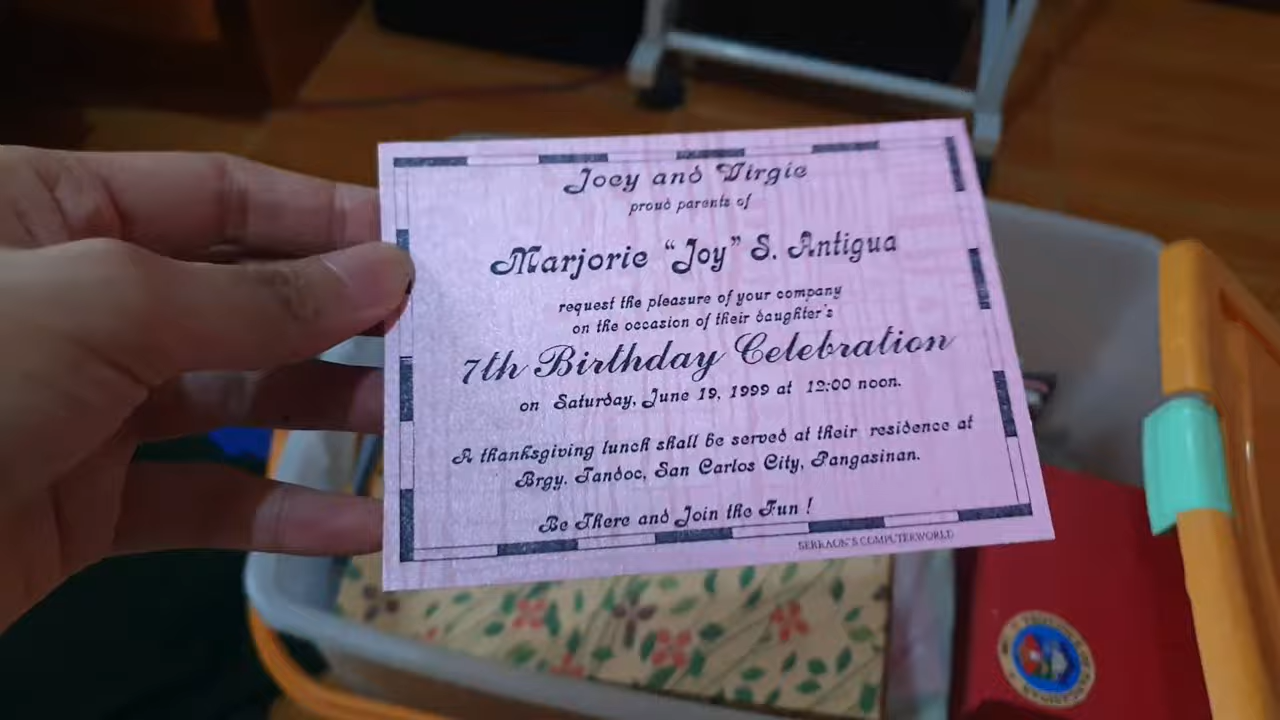 Joey and Virgie
proud parents of
Marjorie “Joy” S. Antigua
request the pleasure of your company
on the occasion of their daughter's
7th Birthday Celebration
on Saturday, June 19, 1999 at 12:00 noon.
A thanksgiving lunch shall be served at their residence at
Brgy. Tandoc, San Carlos City, Pangasinan.
Be There and Join the Fun !
SERRAON'S COMPUTERWORLD